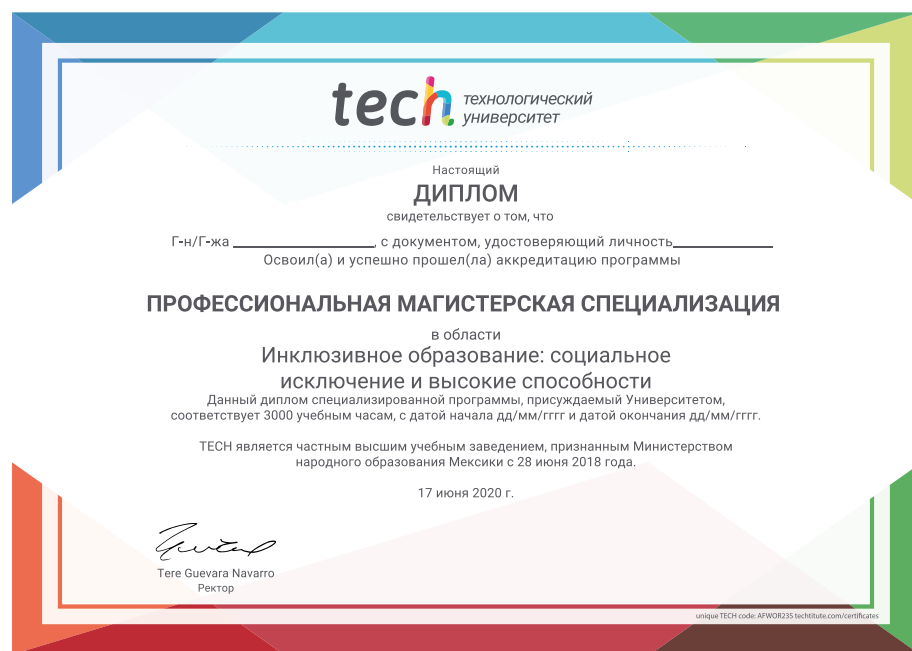 tech технологический
университет
Настоящий
ДИПЛОМ
свидетельствует о том, что
Г-н/Г-жа , с документом, удостоверяющий личность
Освоил(а) и успешно прошел(ла) аккредитацию программы
ПРОФЕССИОНАЛЬНАЯ МАГИСТЕРСКАЯ СПЕЦИАЛИЗАЦИЯ
в области
Инклюзивное образование: социальное
исключение и высокие способности
Данный диплом специализированной программы, присуждаемый Университетом,
соответствует 3000 учебным часам, с датой начала дд/мм/гггг и датой окончания дд/мм/гггг.
TECH является частным высшим учебным заведением, признанным Министерством
народного образования Мексики с 28 июня 2018 года.
17 июня 2020 г.
Tere Guevara Navarro
Ректор
unique TECH code: AFWOR23S techtitute.com/certificates